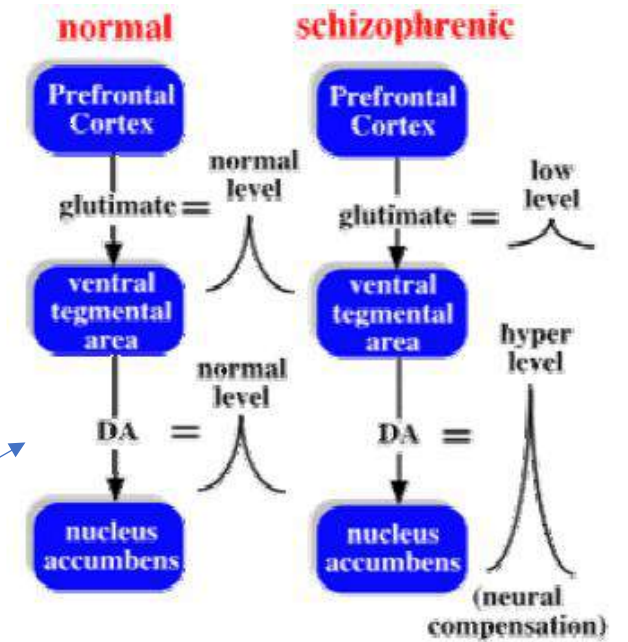 normal
Prefrontal
Cortex
glutimate =
normal
level
ventral
tegmental
area
DA =
normal
level
nucleus
accumbens
schizophrenic
Prefrontal
Cortex
glutimate =
low
level
ventral
tegmental
area
DA =
hyper
level
nucleus
accumbens
(neural
compensation)